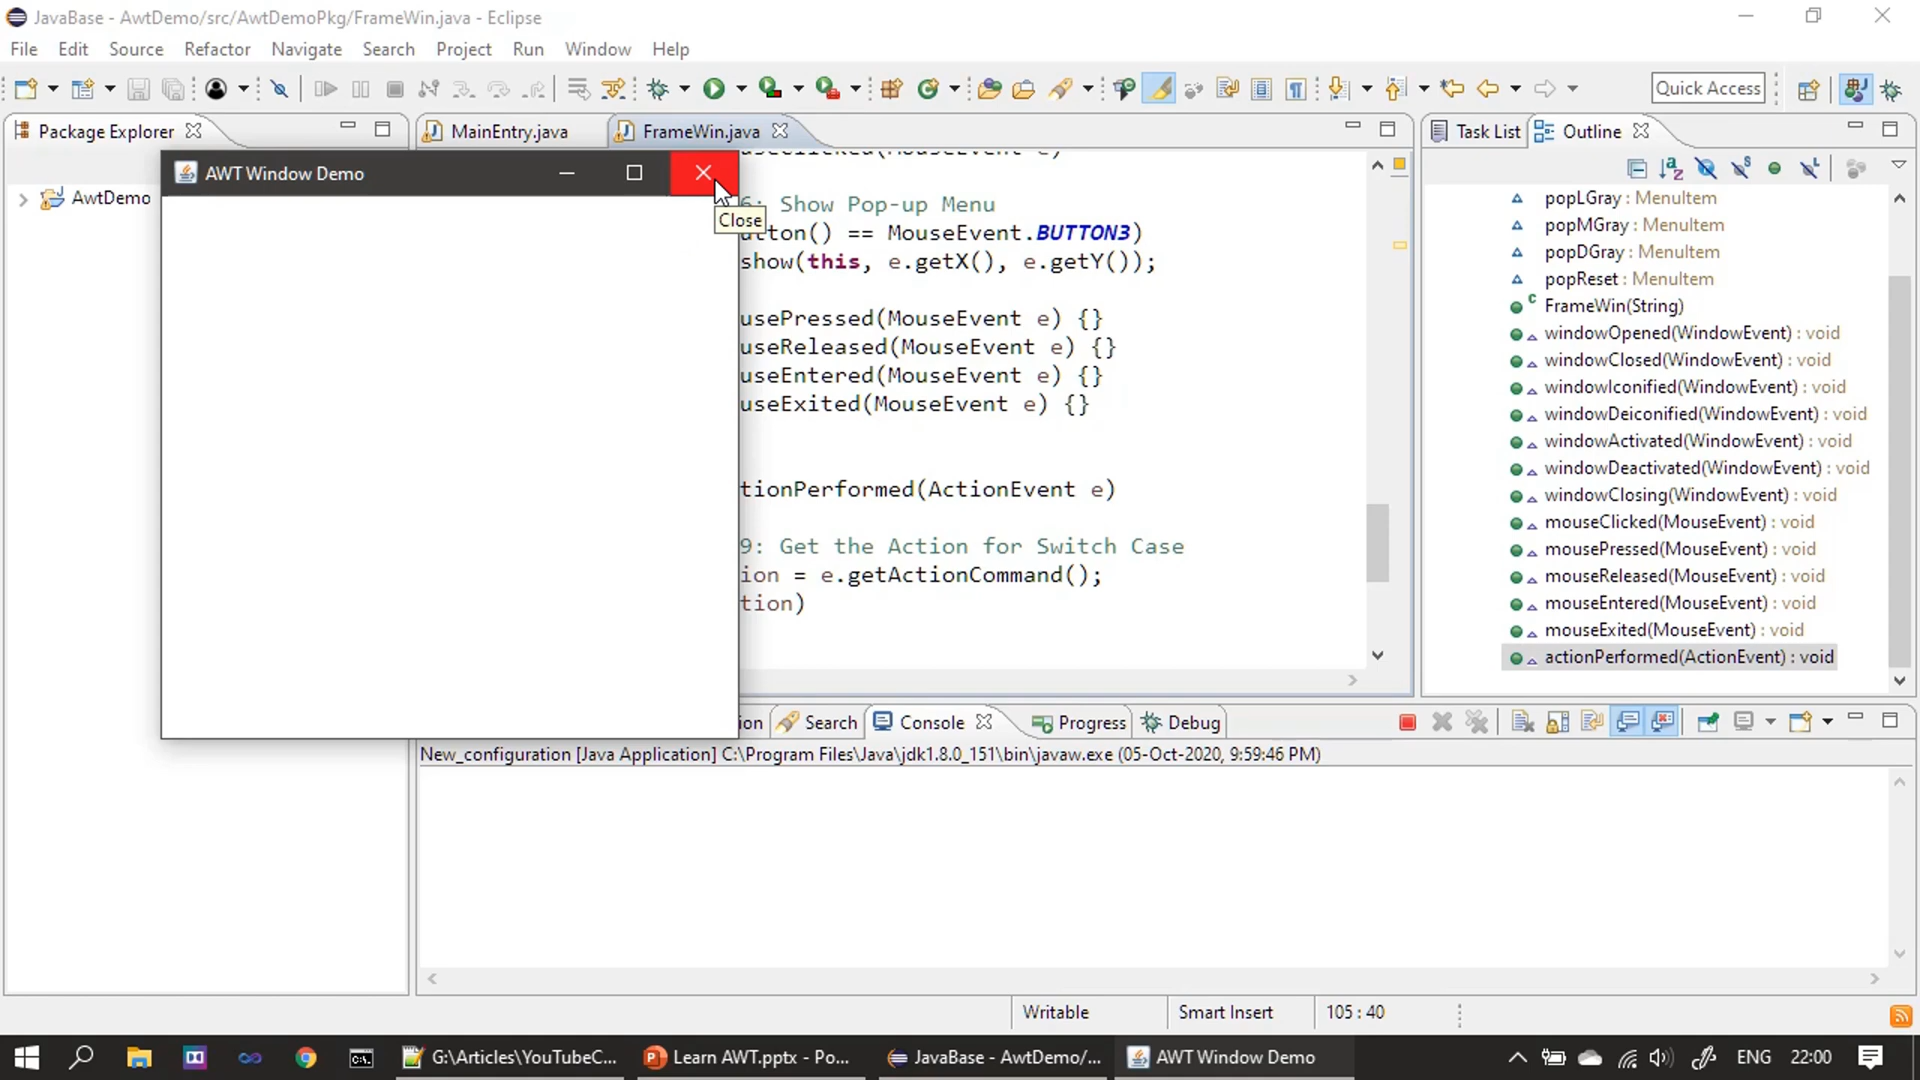 JavaBase - AwtDemo/src/AwtDemoPkg/FrameWin.java - Eclipse
File Edit Source Refactor Navigate Search Project Run Window Help
Quick Access
Package Explorer
MainEntry.java FrameWin.java
Task List Outline
AWT Window Demo
Close
AwtDemo
6: Show Pop-up Menu
tton() == MouseEvent.BUTTON3)
show(this, e.getX(), e.getY());
usePressed(MouseEvent e) {}
useReleased(MouseEvent e) {}
useEntered(MouseEvent e) {}
useExited(MouseEvent e) {}
tionPerformed(ActionEvent e)
9: Get the Action for Switch Case
ion = e.getActionCommand();
tion)
popLGray : MenuItem
popMGray : MenuItem
popDGray : MenuItem
popReset : MenuItem
FrameWin(String)
windowOpened(WindowEvent) : void
windowClosed(WindowEvent) : void
windowIconified(WindowEvent) : void
windowDeiconified(WindowEvent) : void
windowActivated(WindowEvent) : void
windowDeactivated(WindowEvent) : void
windowClosing(WindowEvent) : void
mouseClicked(MouseEvent) : void
mousePressed(MouseEvent) : void
mouseReleased(MouseEvent) : void
mouseEntered(MouseEvent) : void
mouseExited(MouseEvent) : void
actionPerformed(ActionEvent) : void
ion Search Console Progress Debug
New_configuration [Java Application] C:\Program Files\Java\jdk1.8.0_151\bin\javaw.exe (05-Oct-2020, 9:59:46 PM)
Writable Smart Insert 105 : 40
G:\Articles\YouTubeC... Learn AWT.pptx - Po... JavaBase - AwtDemo/... AWT Window Demo ENG 22:00